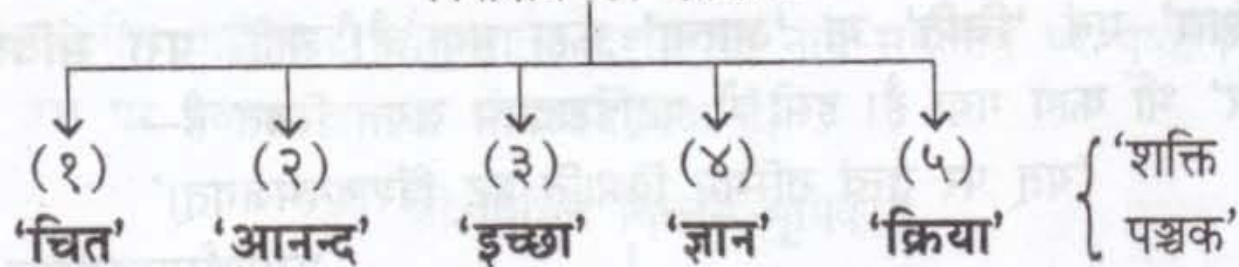 (१) (२) (३) (४) (५) { 'शक्ति
'चित' 'आनन्द' 'इच्छा' 'ज्ञान' 'क्रिया' पञ्चक'